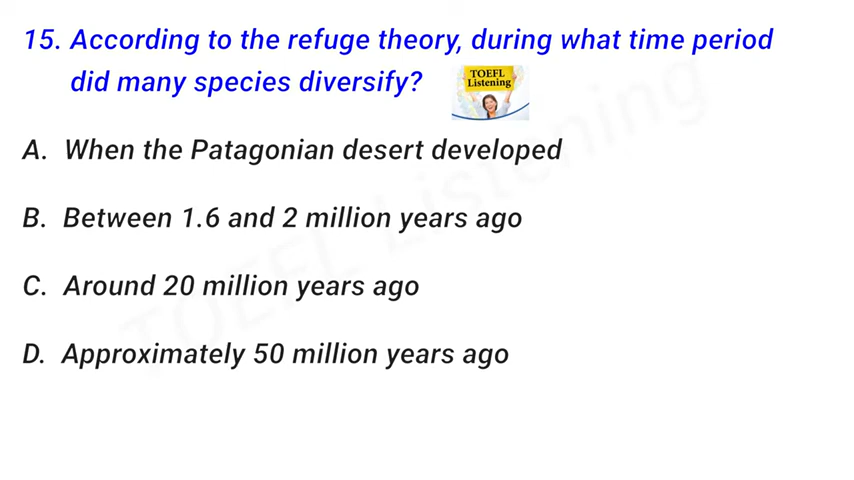 15. According to the refuge theory, during what time period
did many species diversify?
TOEFL
Listening
A. When the Patagonian desert developed
B. Between 1.6 and 2 million years ago
C. Around 20 million years ago
D. Approximately 50 million years ago
TOEFL Listening